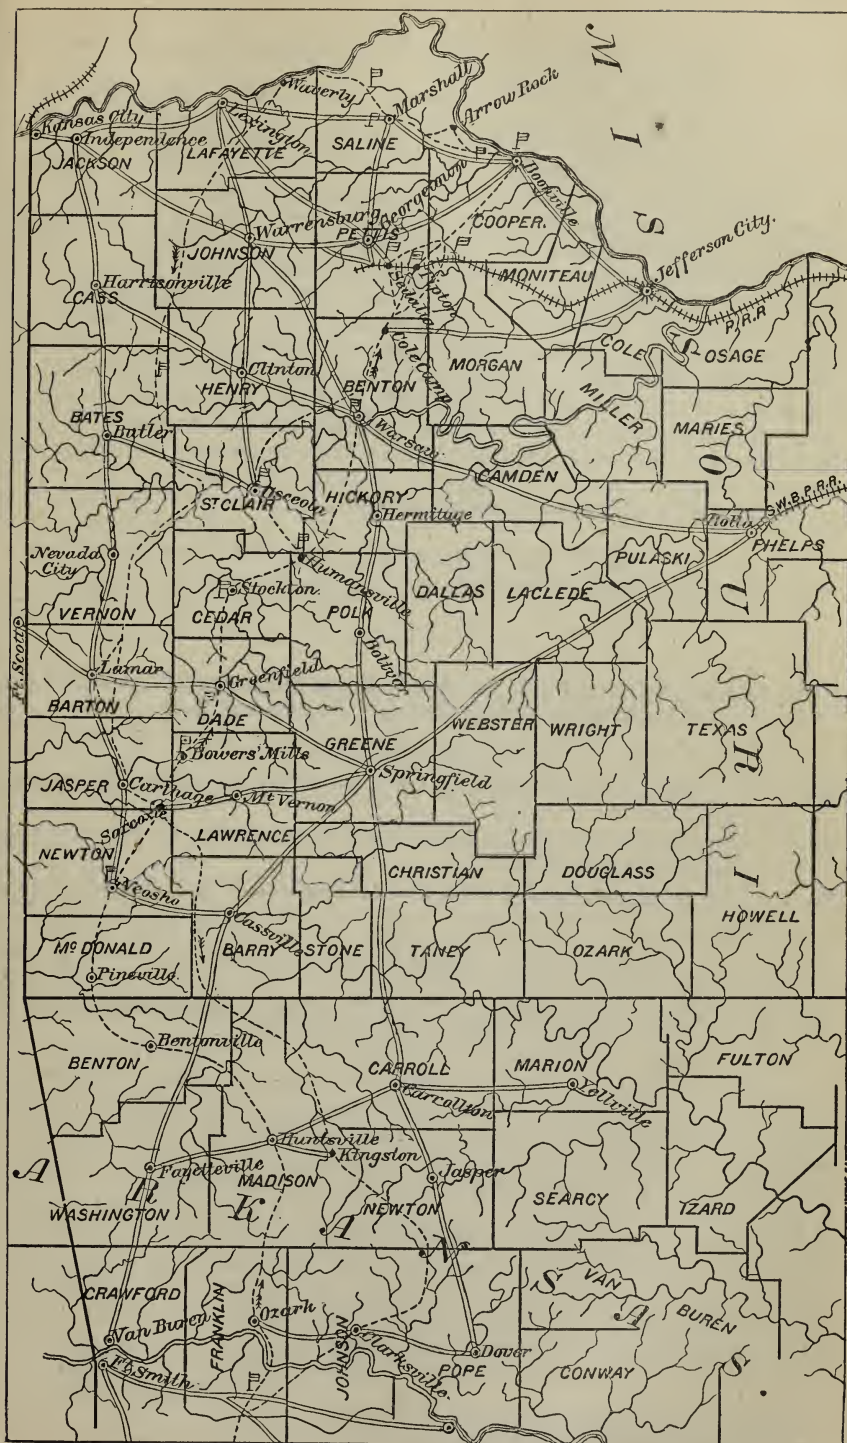 M I S S O U R I
Kansas City
Independence
JACKSON
Lexington
LAFAYETTE
Waverly
Marshall
SALINE
Arrow Rock
Boonville
COOPER.
Georgetown
PETTIS
Warrensburg
JOHNSON
Sedalia
Tipton
MONITEAU
Jefferson City.
P.R.R
Harrisonville
CASS
Clinton
HENRY
Cole Camp
BENTON
MORGAN
COLE
OSAGE
MILLER
MARIES
BATES
Butler
Warsaw
CAMDEN
Osceola
ST CLAIR
HICKORY
Hermitage
S.W.B.P.R.R.
Rolla
PHELPS
PULASKI
Nevada City
VERNON
Humansville
Stockton.
CEDAR
POLK
Bolivar
DALLAS
LACLEDE
Ft. Scott
Lamar
BARTON
Greenfield
DADE
GREENE
WEBSTER
WRIGHT
TEXAS
Bowers' Mills
Springfield
JASPER
Carthage
Mt Vernon
Sarcoxie
LAWRENCE
NEWTON
Neosho
CHRISTIAN
DOUGLASS
HOWELL
Cassville
BARRY
STONE
TANEY
OZARK
Mc DONALD
Pineville.
Bentonville
BENTON
CARROLL
Carrollton
MARION
Yellville
FULTON
Huntsville
Kingston
Fayetteville
MADISON
Jasper
NEWTON
SEARCY
IZARD
WASHINGTON
A R K A N S A S
CRAWFORD
Van Buren
FRANKLIN
Ozark
JOHNSON
Clarksville.
Dover
POPE
VAN BUREN
CONWAY
Ft. Smith